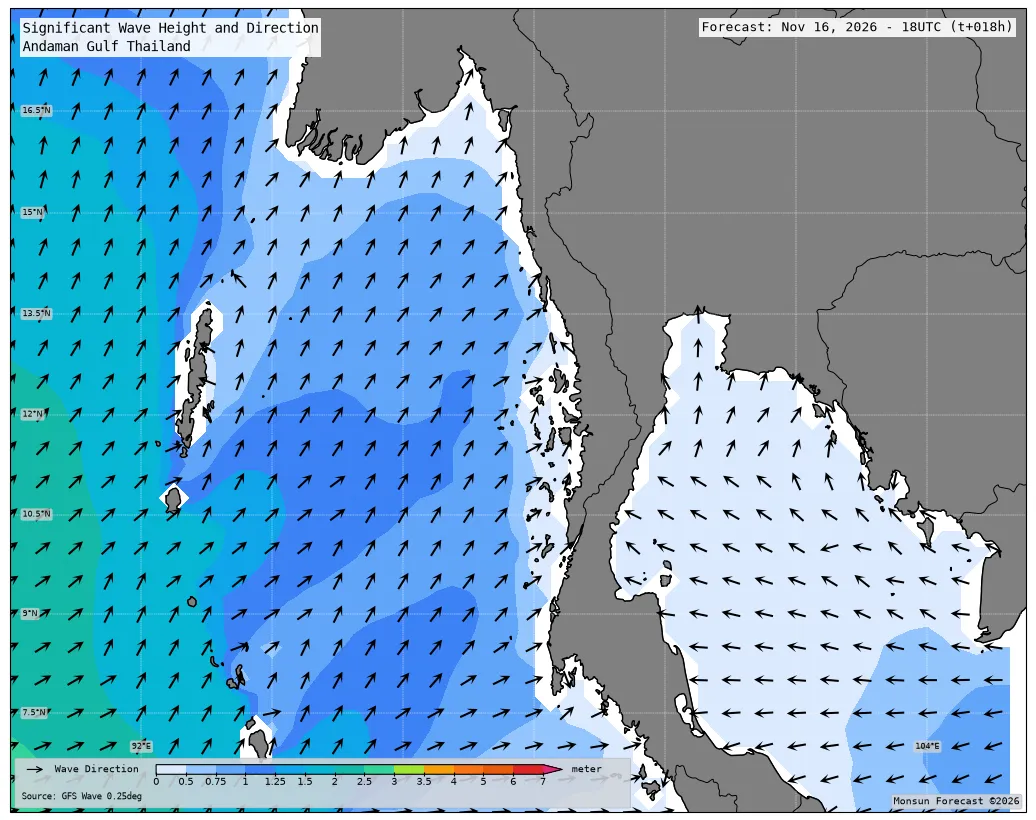 Significant Wave Height and Direction
Andaman Gulf Thailand
Forecast: Nov 16, 2026 - 18UTC (t+018h)
16.5°N
15°N
13.5°N
12°N
10.5°N
9°N
7.5°N
92°E
104°E
Wave Direction
meter
0 0.5 0.75 1 1.25 1.5 2 2.5 3 3.5 4 5 6 7
Source: GFS Wave 0.25deg
Monsun Forecast ©2026